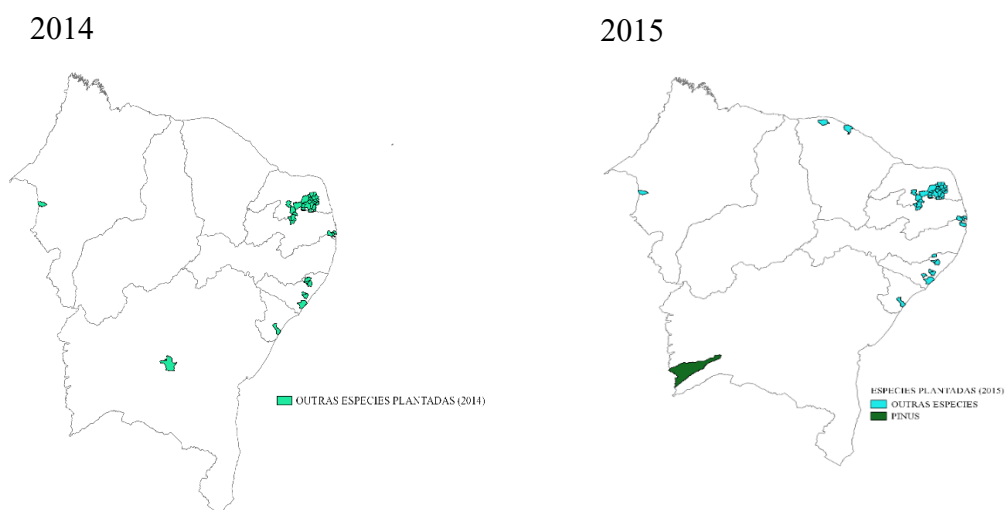 2014
2015
OUTRAS ESPECIES PLANTADAS (2014)
ESPECIES PLANTADAS (2015)
OUTRAS ESPECIES
PINUS